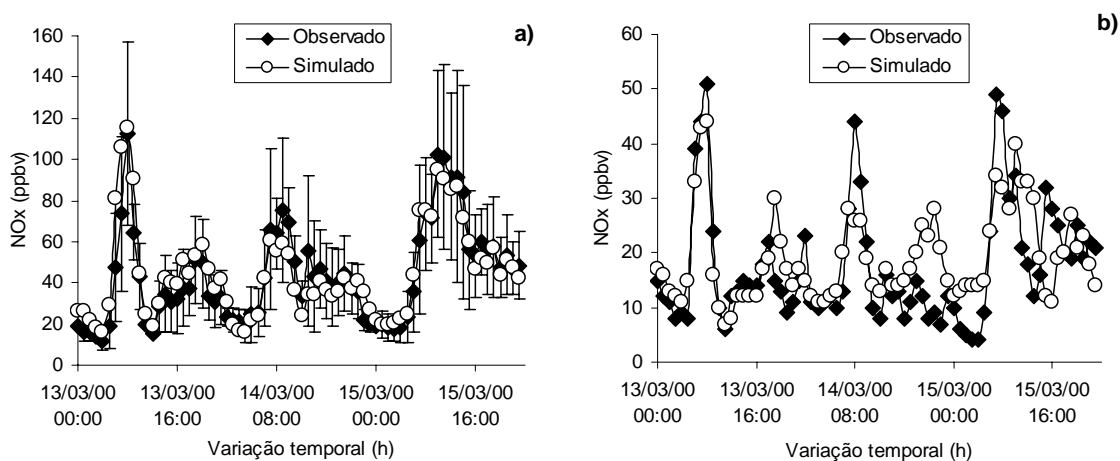 Observado
Simulado
a)
NOx (ppbv)
160
140
120
100
80
60
40
20
0
13/03/00 13/03/00 14/03/00 15/03/00 15/03/00
00:00 16:00 08:00 00:00 16:00
Variação temporal (h)
Observado
Simulado
b)
NOx (ppbv)
60
50
40
30
20
10
0
13/03/00 13/03/00 14/03/00 15/03/00 15/03/00
00:00 16:00 08:00 00:00 16:00
Variação temporal (h)